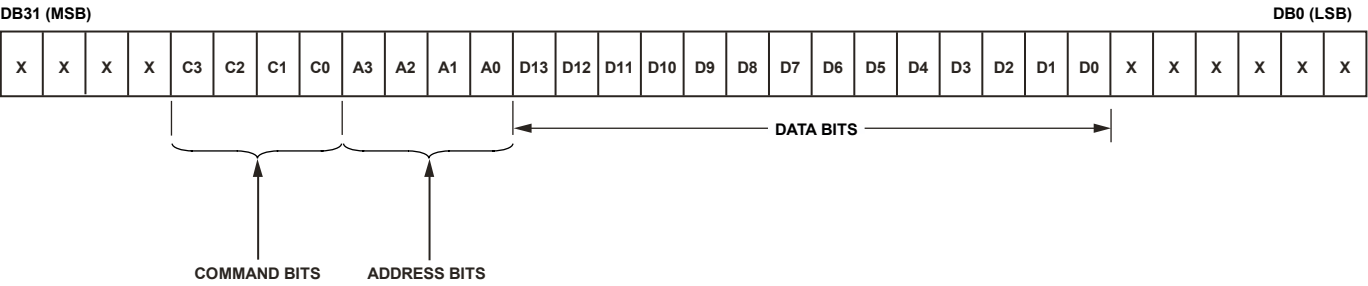 DB31 (MSB) DB0 (LSB)
X X X X C3 C2 C1 C0 A3 A2 A1 A0 D13 D12 D11 D10 D9 D8 D7 D6 D5 D4 D3 D2 D1 D0 X X X X X X
DATA BITS
COMMAND BITS ADDRESS BITS